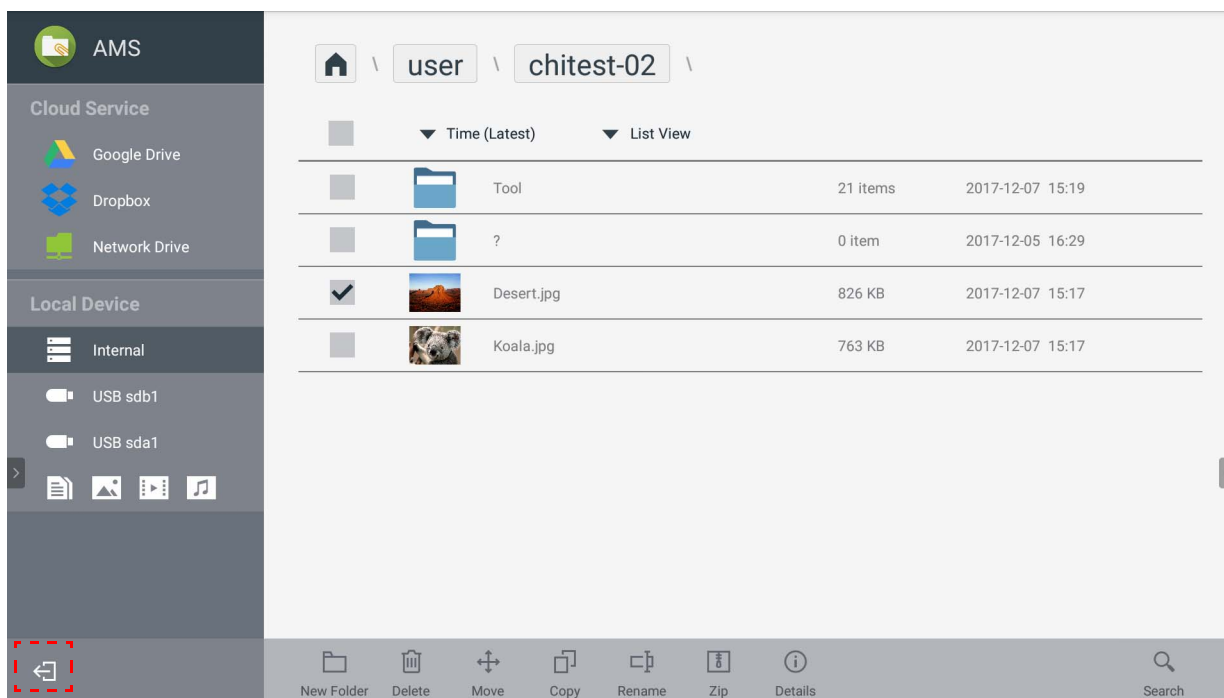 AMS
Cloud Service
Google Drive
Dropbox
Network Drive
Local Device
Internal
USB sdb1
USB sda1
\ user \ chitest-02 \
Time (Latest) List View
Tool 21 items 2017-12-07 15:19
? 0 item 2017-12-05 16:29
Desert.jpg 826 KB 2017-12-07 15:17
Koala.jpg 763 KB 2017-12-07 15:17
New Folder Delete Move Copy Rename Zip Details Search